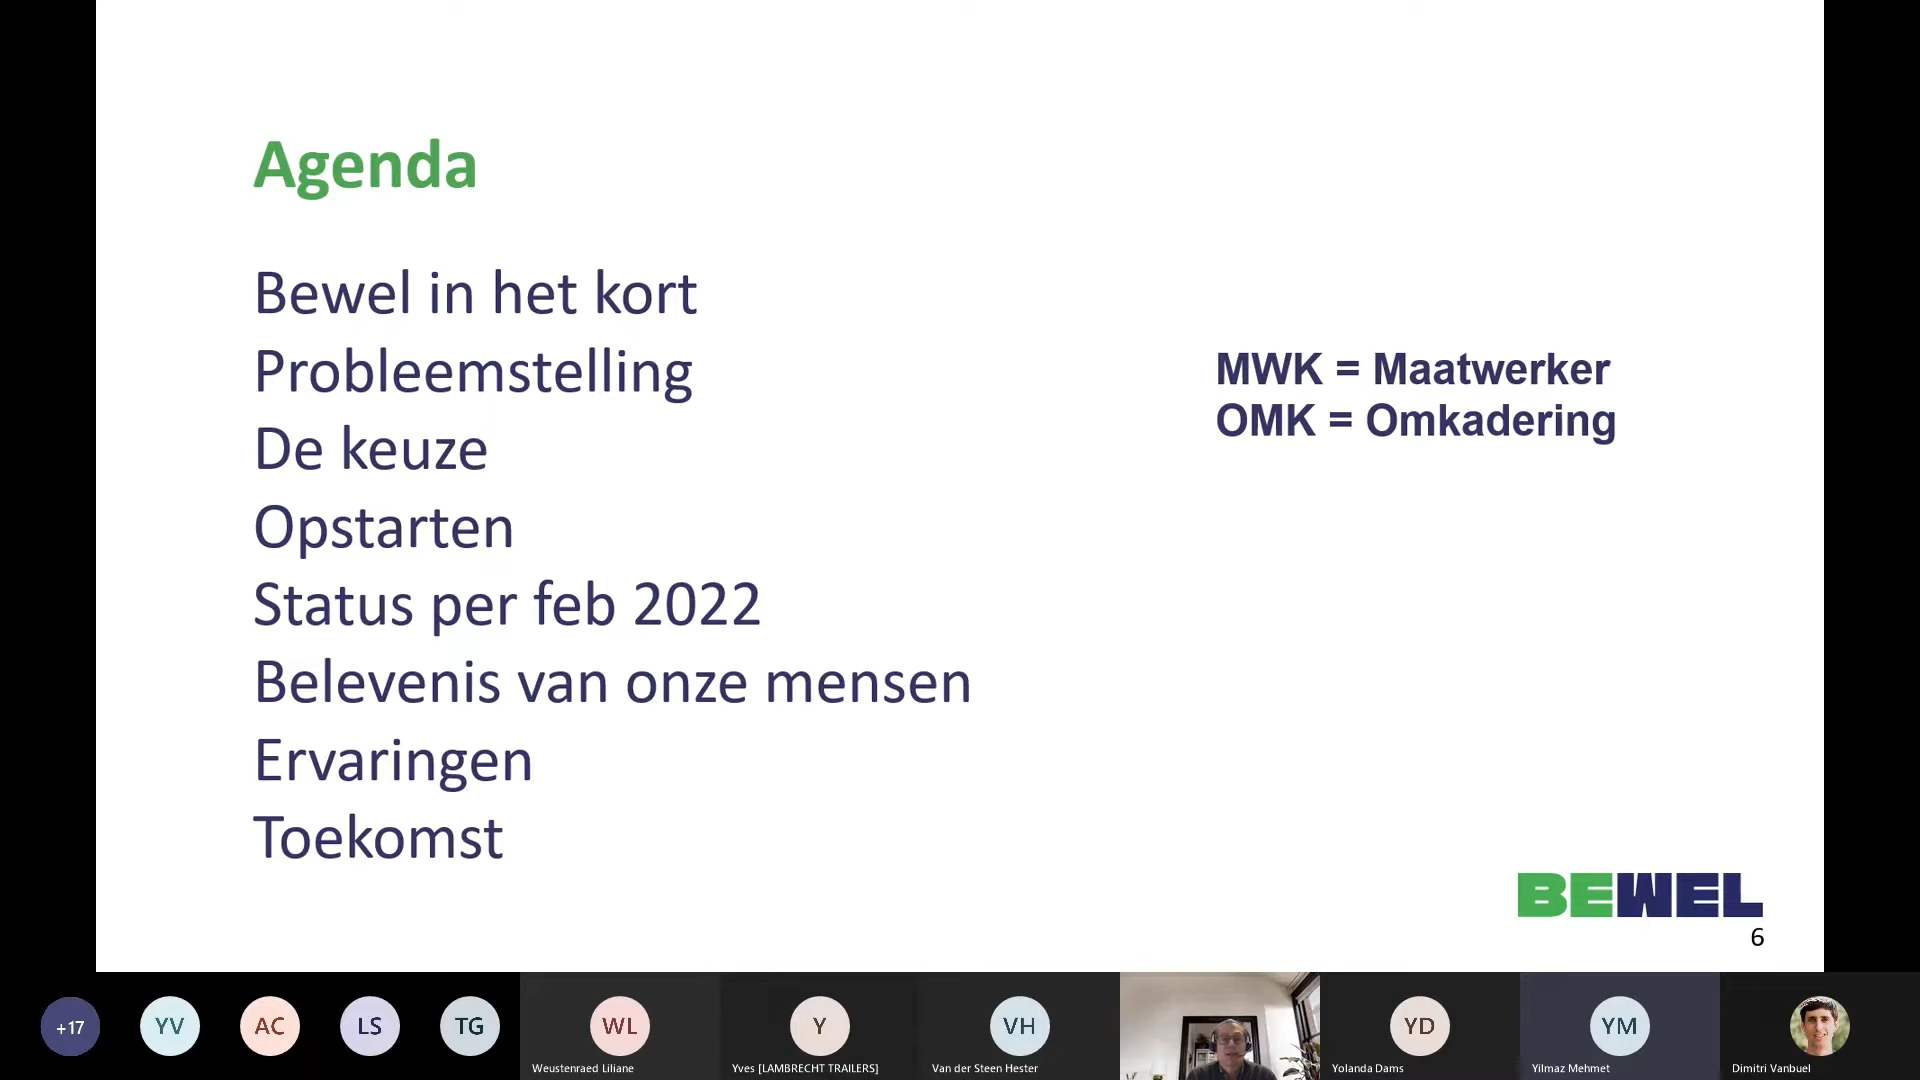 Agenda
Bewel in het kort
Probleemstelling
De keuze
Opstarten
Status per feb 2022
Belevenis van onze mensen
Ervaringen
Toekomst
MWK = Maatwerker
OMK = Omkadering
BEWEL
6
+17
YV
AC
LS
TG
WL
Weustenraed Liliane
Y
Yves [LAMBRECHT TRAILERS]
VH
Van der Steen Hester
YD
Yolanda Dams
YM
Yilmaz Mehmet
Dimitri Vanbuel